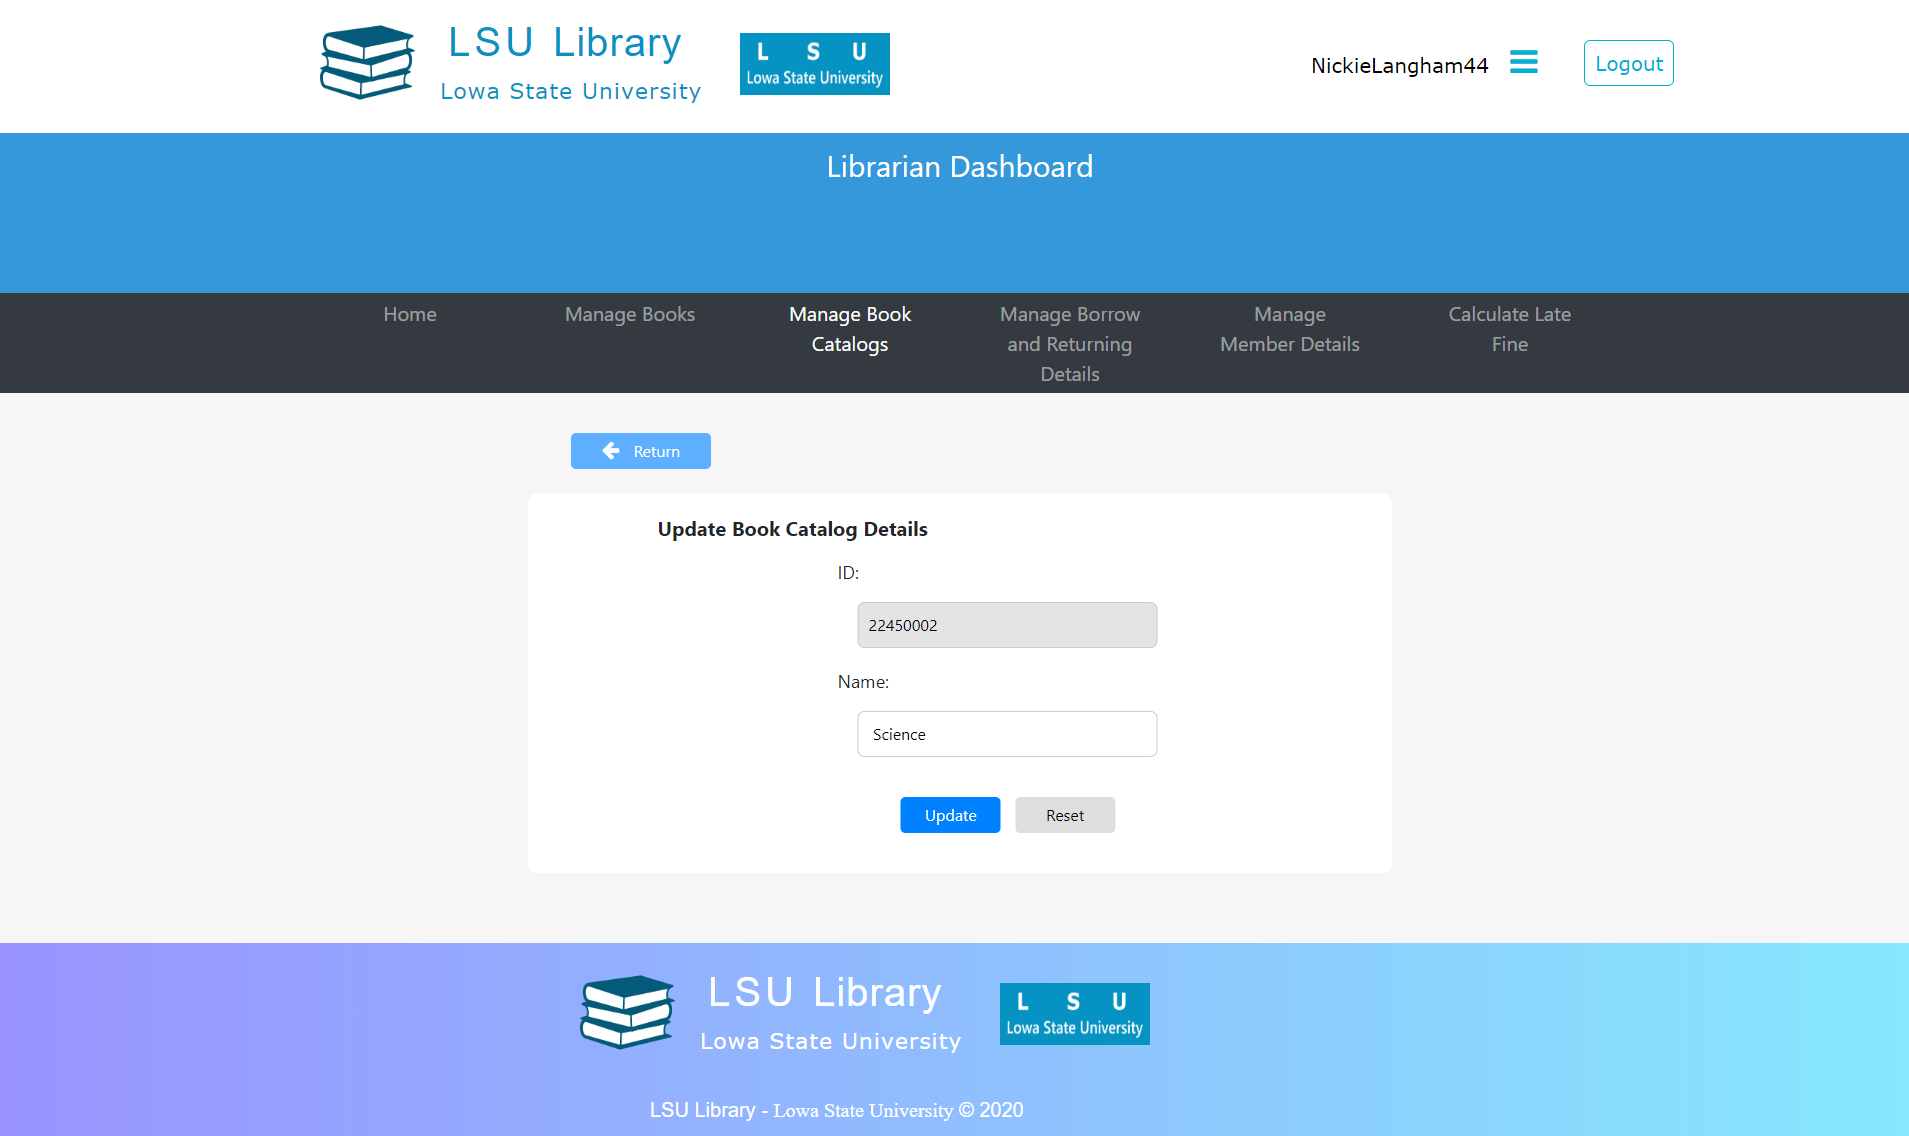 LSU Library
Lowa State University
L S U
Lowa State University
NickieLangham44
Logout
Librarian Dashboard
Home
Manage Books
Manage Book
Catalogs
Manage Borrow
and Returning
Details
Manage
Member Details
Calculate Late
Fine
Return
Update Book Catalog Details
ID:
22450002
Name:
Science
Update
Reset
LSU Library
Lowa State University
L S U
Lowa State University
LSU Library - Lowa State University © 2020